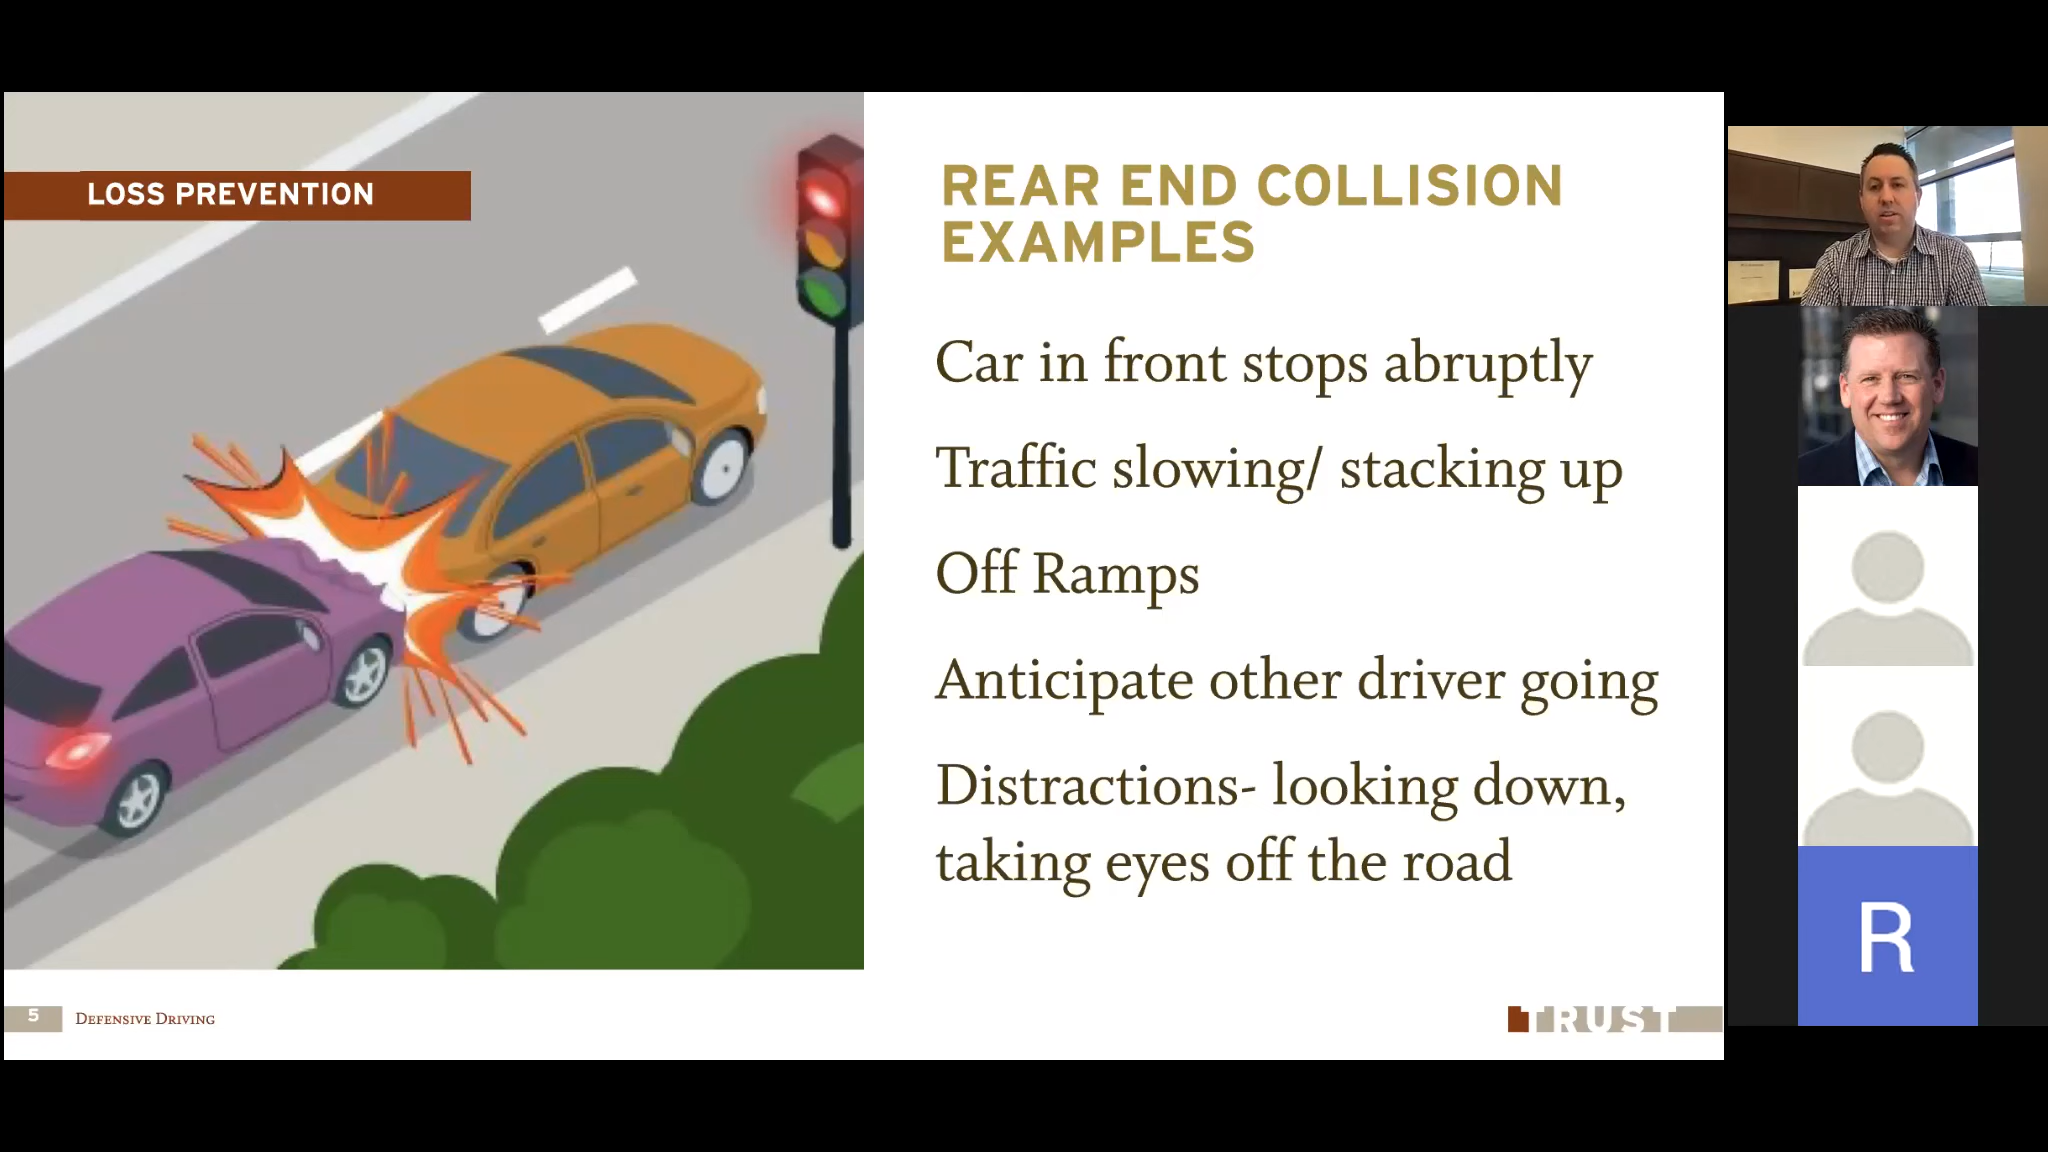 LOSS PREVENTION
REAR END COLLISION
EXAMPLES
Car in front stops abruptly
Traffic slowing/ stacking up
Off Ramps
Anticipate other driver going
Distractions- looking down,
taking eyes off the road
5
DEFENSIVE DRIVING
TRUST
R